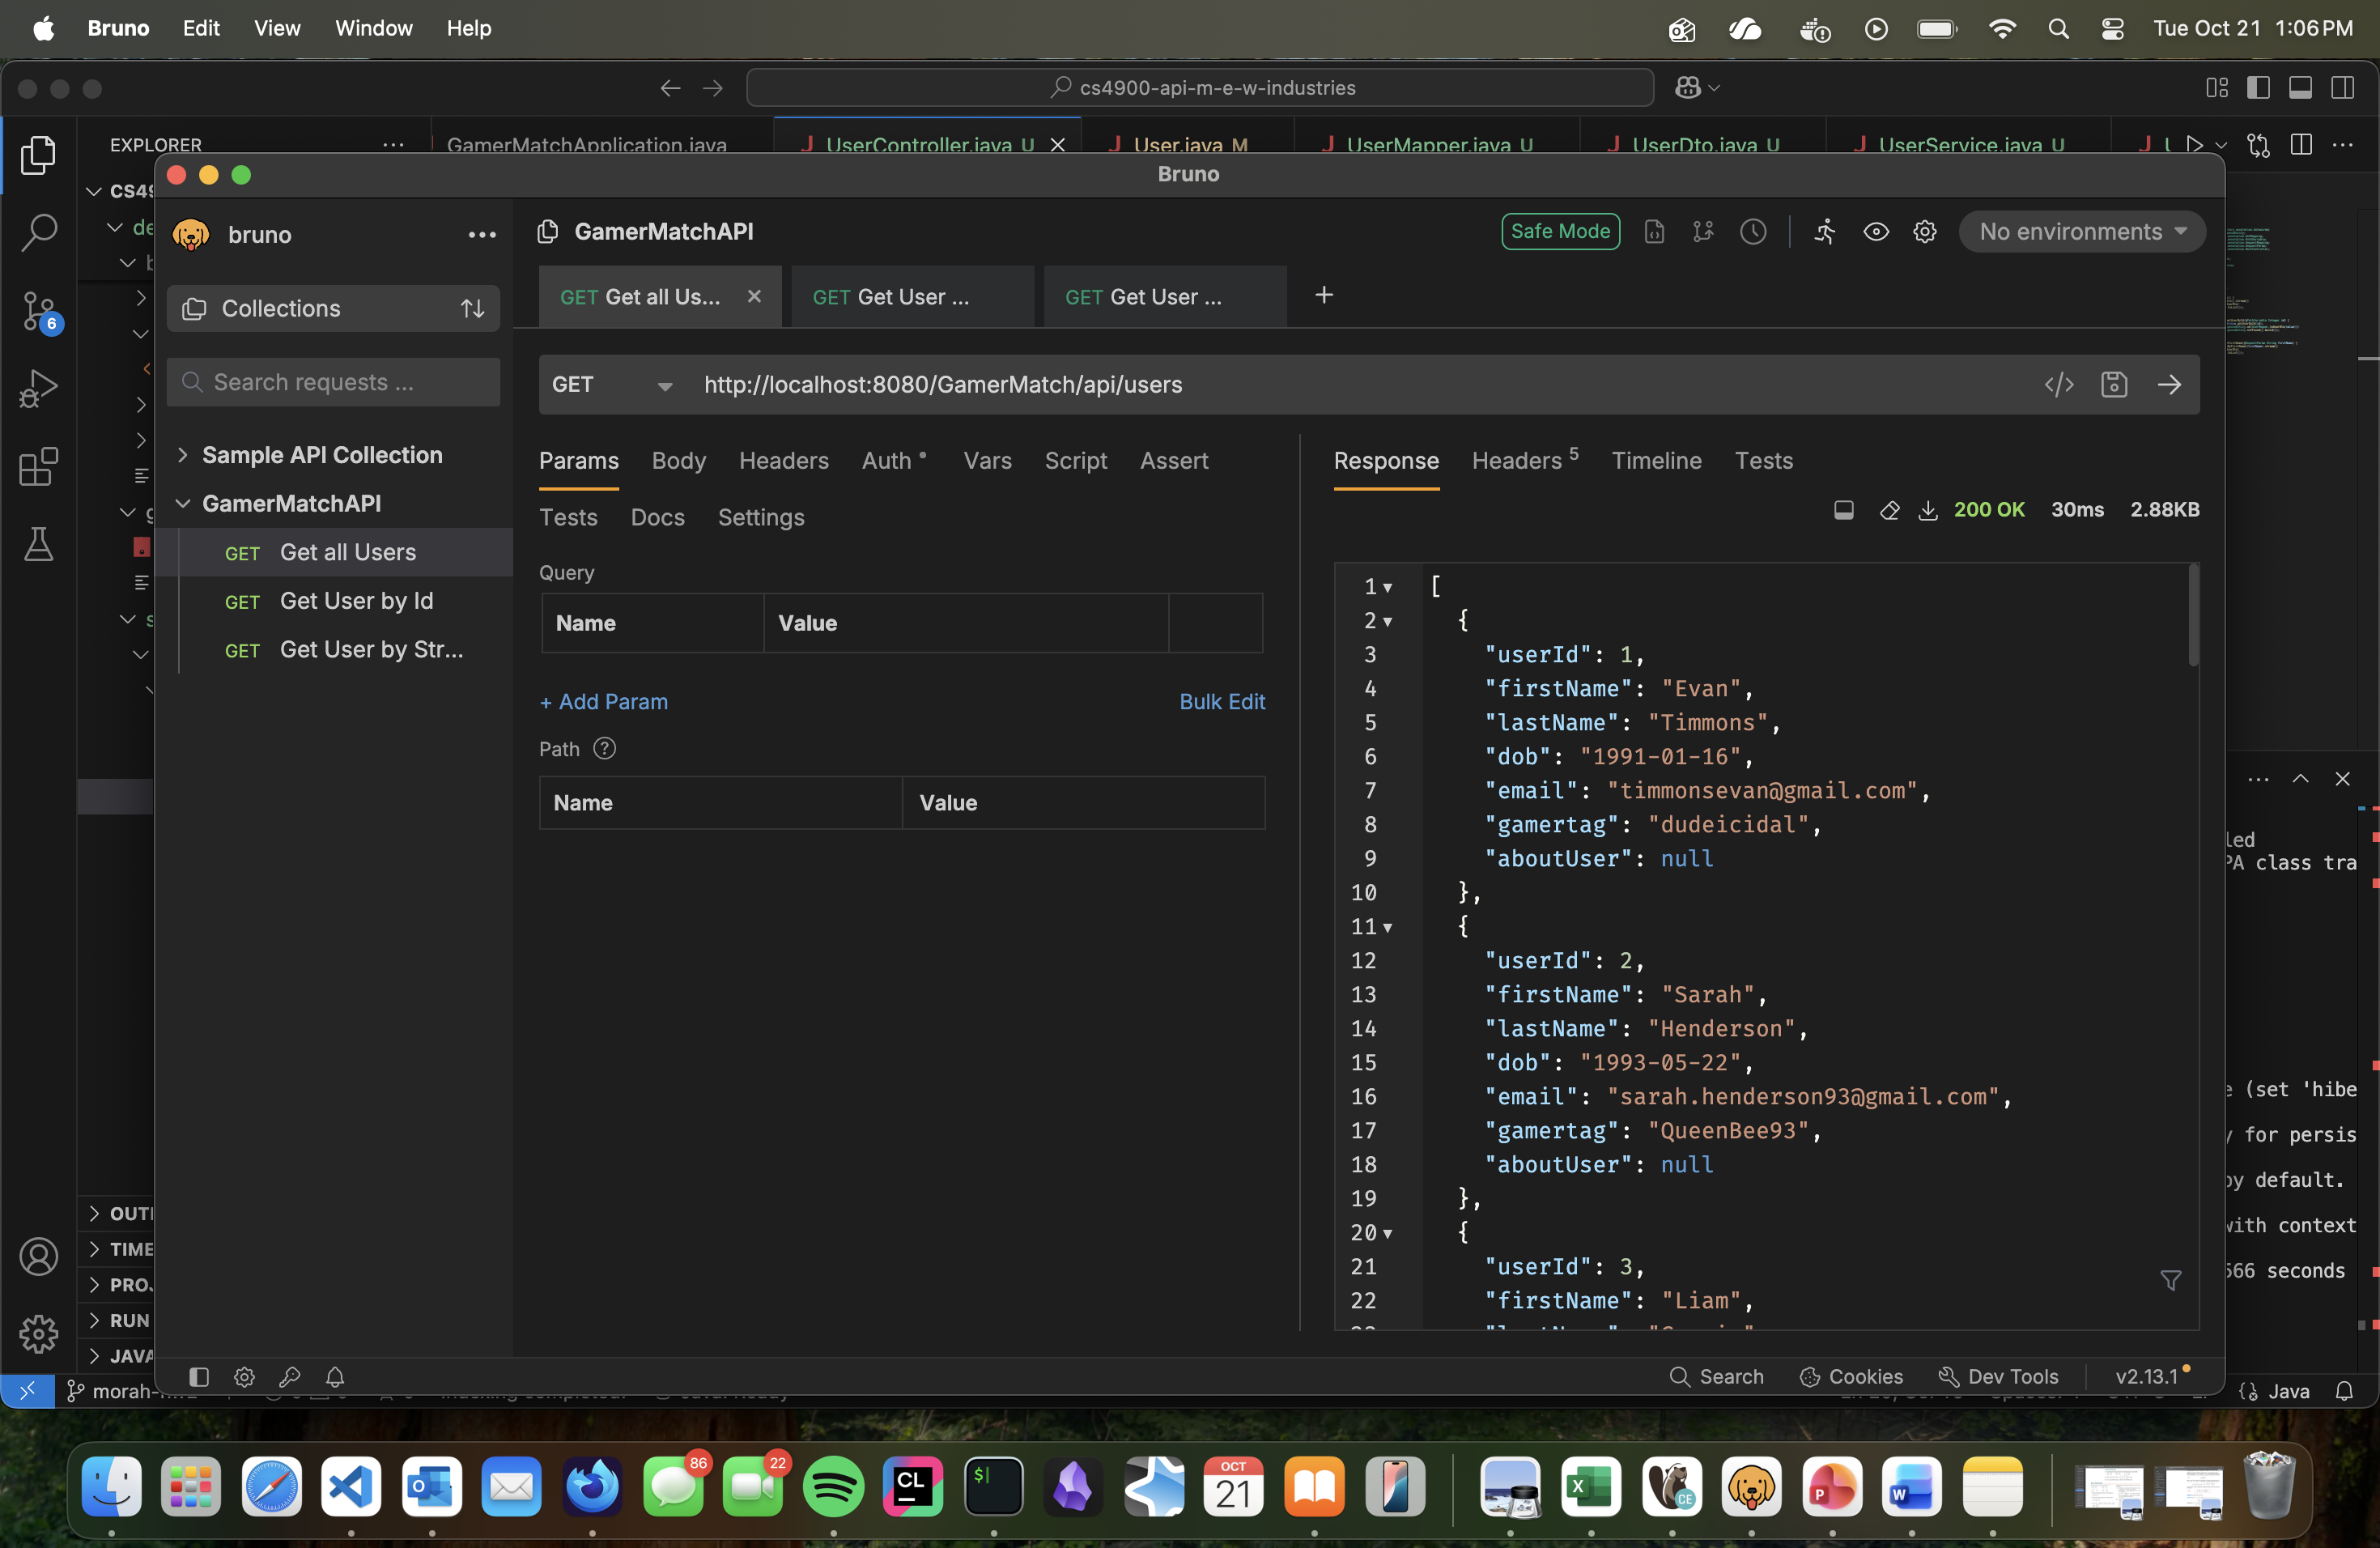 Bruno Edit View Window Help Tue Oct 21 1:06 PM
cs4900-api-m-e-w-industries
EXPLORER GamerMatchApplication.java UserController.java U User.java M UserMapper.java U UserDto.java U UserService.java U
Bruno
bruno
GamerMatchAPI Safe Mode No environments
GET Get all Us... GET Get User ... GET Get User ...
Collections
Search requests ...
Sample API Collection
GamerMatchAPI
GET Get all Users
GET Get User by Id
GET Get User by Str...
6
GET http://localhost:8080/GamerMatch/api/users
Params Body Headers Auth Vars Script Assert
Tests Docs Settings
Query
Name Value
+ Add Param Bulk Edit
Path ?
Name Value
Response Headers 5 Timeline Tests
200 OK 30ms 2.88KB
1 [
2 {
3 "userId": 1,
4 "firstName": "Evan",
5 "lastName": "Timmons",
6 "dob": "1991-01-16",
7 "email": "timmonsevan@gmail.com",
8 "gamertag": "dudeicidal",
9 "aboutUser": null
10 },
11 {
12 "userId": 2,
13 "firstName": "Sarah",
14 "lastName": "Henderson",
15 "dob": "1993-05-22",
16 "email": "sarah.henderson93@gmail.com",
17 "gamertag": "QueenBee93",
18 "aboutUser": null
19 },
20 {
21 "userId": 3,
22 "firstName": "Liam",
led
PA class tra
e (set 'hibe
y for persis
by default.
with context
566 seconds
CS49
de
OUTI
TIME
PROJ
RUN
JAVA
Search Cookies Dev Tools v2.13.1
morah- Java
86
22
CL
$
OCT
21
CE